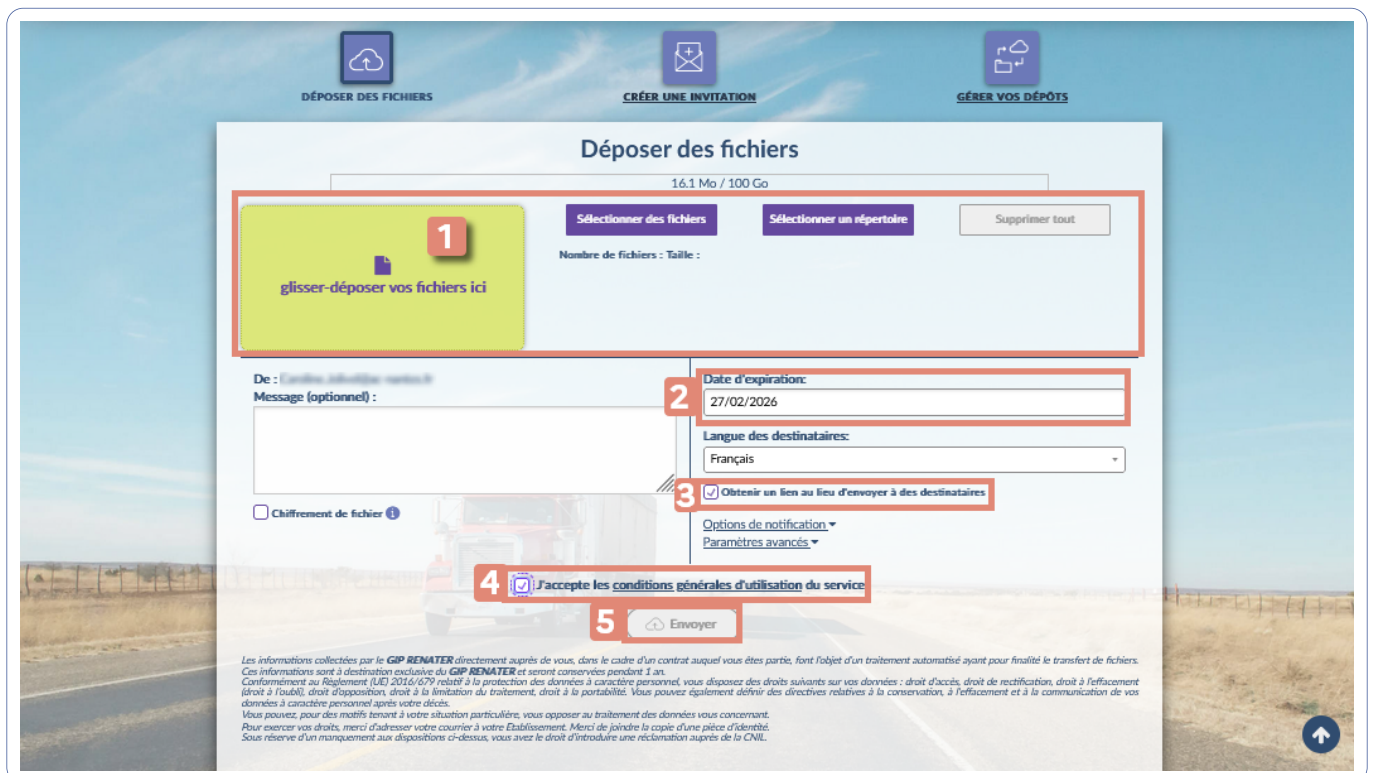 DÉPOSER DES FICHIERS
CRÉER UNE INVITATION
GÉRER VOS DÉPÔTS
Déposer des fichiers
16.1 Mo / 100 Go
1
glisser-déposer vos fichiers ici
Sélectionner des fichiers
Sélectionner un répertoire
Supprimer tout
Nombre de fichiers : Taille :
De :
Message (optionnel) :
Chiffrement de fichier
2
Date d'expiration:
27/02/2026
Langue des destinataires:
Français
3
Obtenir un lien au lieu d'envoyer à des destinataires
Options de notification
Paramètres avancés
4
J'accepte les conditions générales d'utilisation du service
5
Envoyer
Les informations collectées par le GIP RENATER directement auprès de vous, dans le cadre d'un contrat auquel vous êtes partie, font l'objet d'un traitement automatisé ayant pour finalité le transfert de fichiers.
Ces informations sont à destination exclusive du GIP RENATER et seront conservées pendant 1 an.
Conformément au Règlement (UE) 2016/679 relatif à la protection des données à caractère personnel, vous disposez des droits suivants sur vos données : droit d'accès, droit de rectification, droit à l'effacement
(droit à l'oubli), droit d'opposition, droit à la limitation du traitement, droit à la portabilité. Vous pouvez également définir des directives relatives à la conservation, à l'effacement et à la communication de vos
données à caractère personnel après votre décès.
Vous pouvez, pour des motifs tenant à votre situation particulière, vous opposer au traitement des données vous concernant.
Pour exercer vos droits, merci d'adresser votre courrier à votre Etablissement. Merci de joindre la copie d'une pièce d'identité.
Sous réserve d'un manquement aux dispositions ci-dessus, vous avez le droit d'introduire une réclamation auprès de la CNIL.